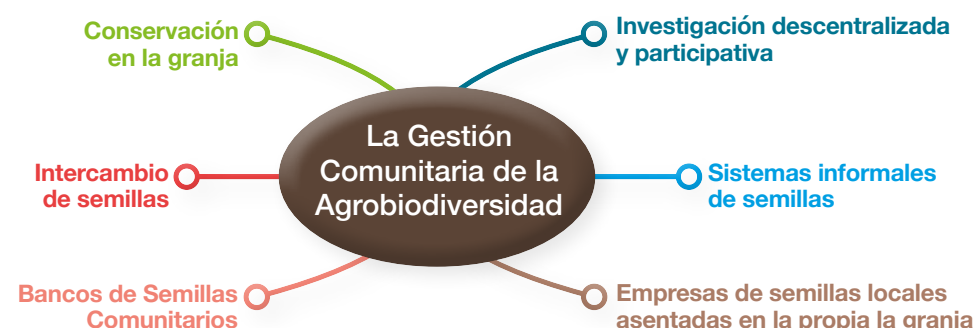 Conservación
en la granja
Investigación descentralizada
y participativa
La Gestión
Comunitaria de la
Agrobiodiversidad
Intercambio
de semillas
Sistemas informales
de semillas
Bancos de Semillas
Comunitarios
Empresas de semillas locales
asentadas en la propia la granja